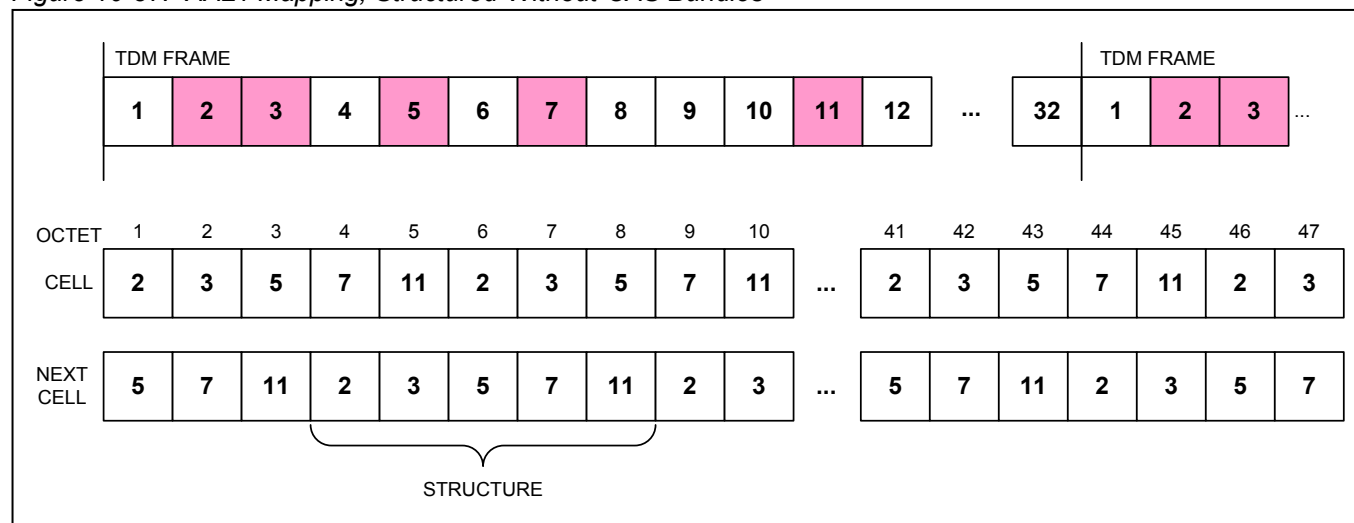 Mapping, Structured-Without-CAS Bundles
TDM FRAME TDM FRAME
1 2 3 4 5 6 7 8 9 10 11 12 ... 32 1 2 3 ...
OCTET 1 2 3 4 5 6 7 8 9 10 41 42 43 44 45 46 47
CELL 2 3 5 7 11 2 3 5 7 11 ... 2 3 5 7 11 2 3
NEXT
CELL 5 7 11 2 3 5 7 11 2 3 ... 5 7 11 2 3 5 7
STRUCTURE